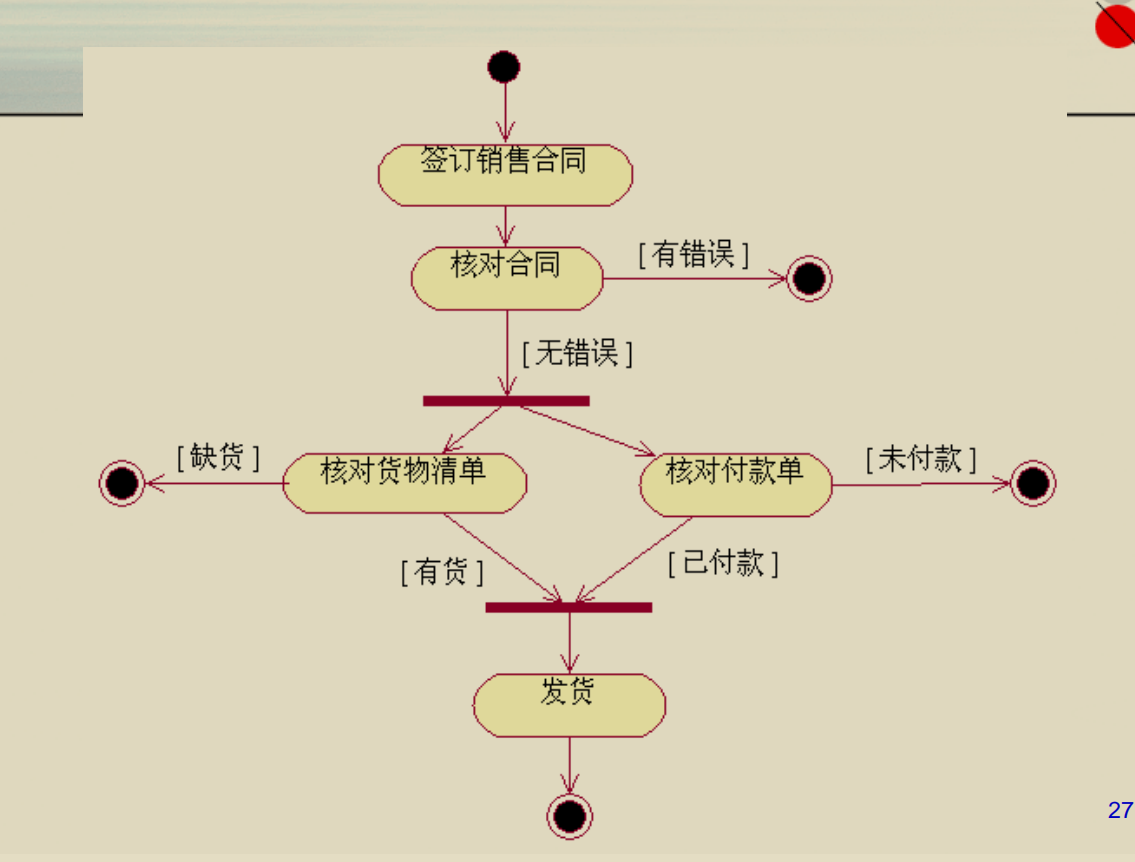 签订销售合同
核对合同
[有错误]
[无错误]
[缺货]
核对货物清单
核对付款单
[未付款]
[有货]
[已付款]
发货
27